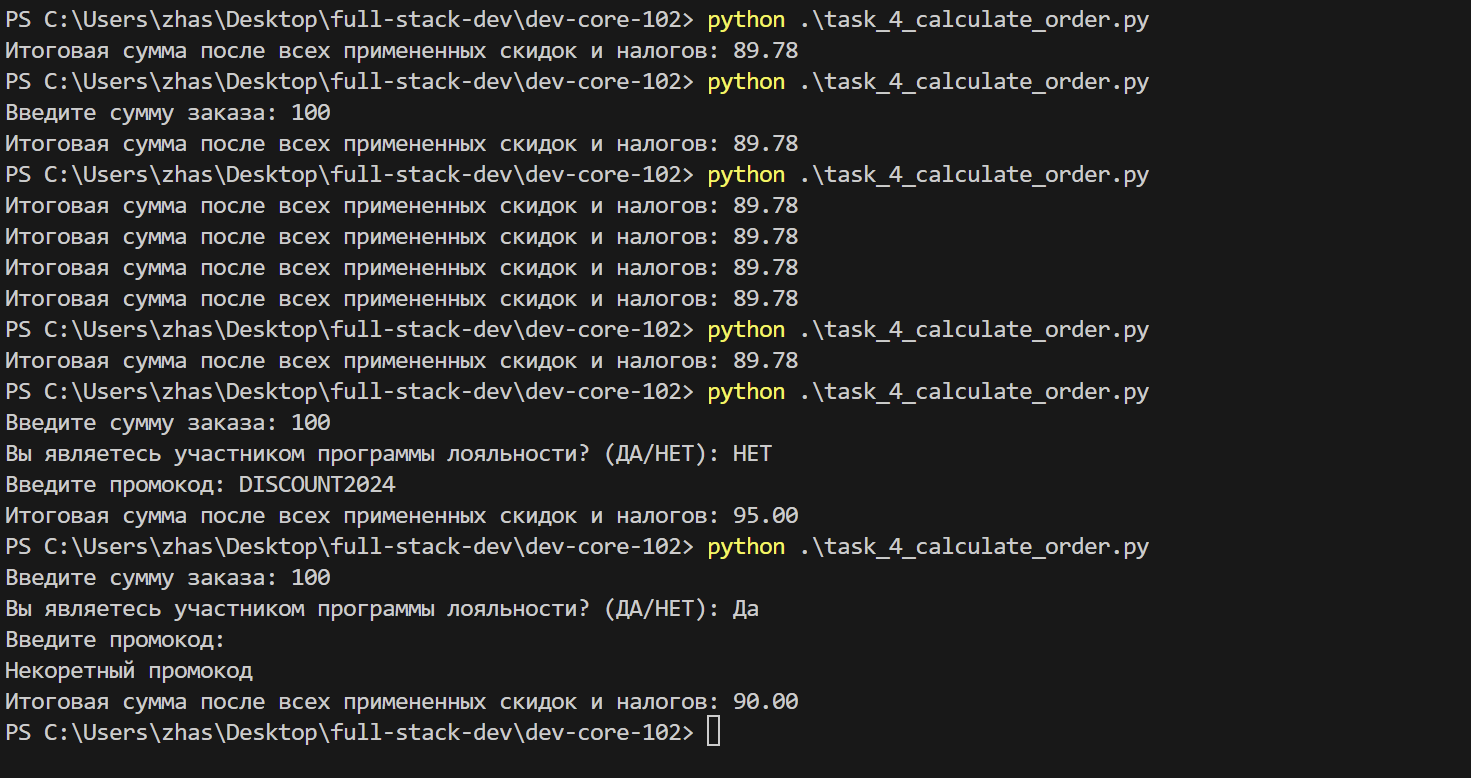 PS C:\Users\zhas\Desktop\full-stack-dev\dev-core-102> python .\task_4_calculate_order.py
Итоговая сумма после всех примененных скидок и налогов: 89.78
PS C:\Users\zhas\Desktop\full-stack-dev\dev-core-102> python .\task_4_calculate_order.py
Введите сумму заказа: 100
Итоговая сумма после всех примененных скидок и налогов: 89.78
PS C:\Users\zhas\Desktop\full-stack-dev\dev-core-102> python .\task_4_calculate_order.py
Итоговая сумма после всех примененных скидок и налогов: 89.78
Итоговая сумма после всех примененных скидок и налогов: 89.78
Итоговая сумма после всех примененных скидок и налогов: 89.78
Итоговая сумма после всех примененных скидок и налогов: 89.78
PS C:\Users\zhas\Desktop\full-stack-dev\dev-core-102> python .\task_4_calculate_order.py
Итоговая сумма после всех примененных скидок и налогов: 89.78
PS C:\Users\zhas\Desktop\full-stack-dev\dev-core-102> python .\task_4_calculate_order.py
Введите сумму заказа: 100
Вы являетесь участником программы лояльности? (ДА/НЕТ): НЕТ
Введите промокод: DISCOUNT2024
Итоговая сумма после всех примененных скидок и налогов: 95.00
PS C:\Users\zhas\Desktop\full-stack-dev\dev-core-102> python .\task_4_calculate_order.py
Введите сумму заказа: 100
Вы являетесь участником программы лояльности? (ДА/НЕТ): Да
Введите промокод:
Некоретный промокод
Итоговая сумма после всех примененных скидок и налогов: 90.00
PS C:\Users\zhas\Desktop\full-stack-dev\dev-core-102>